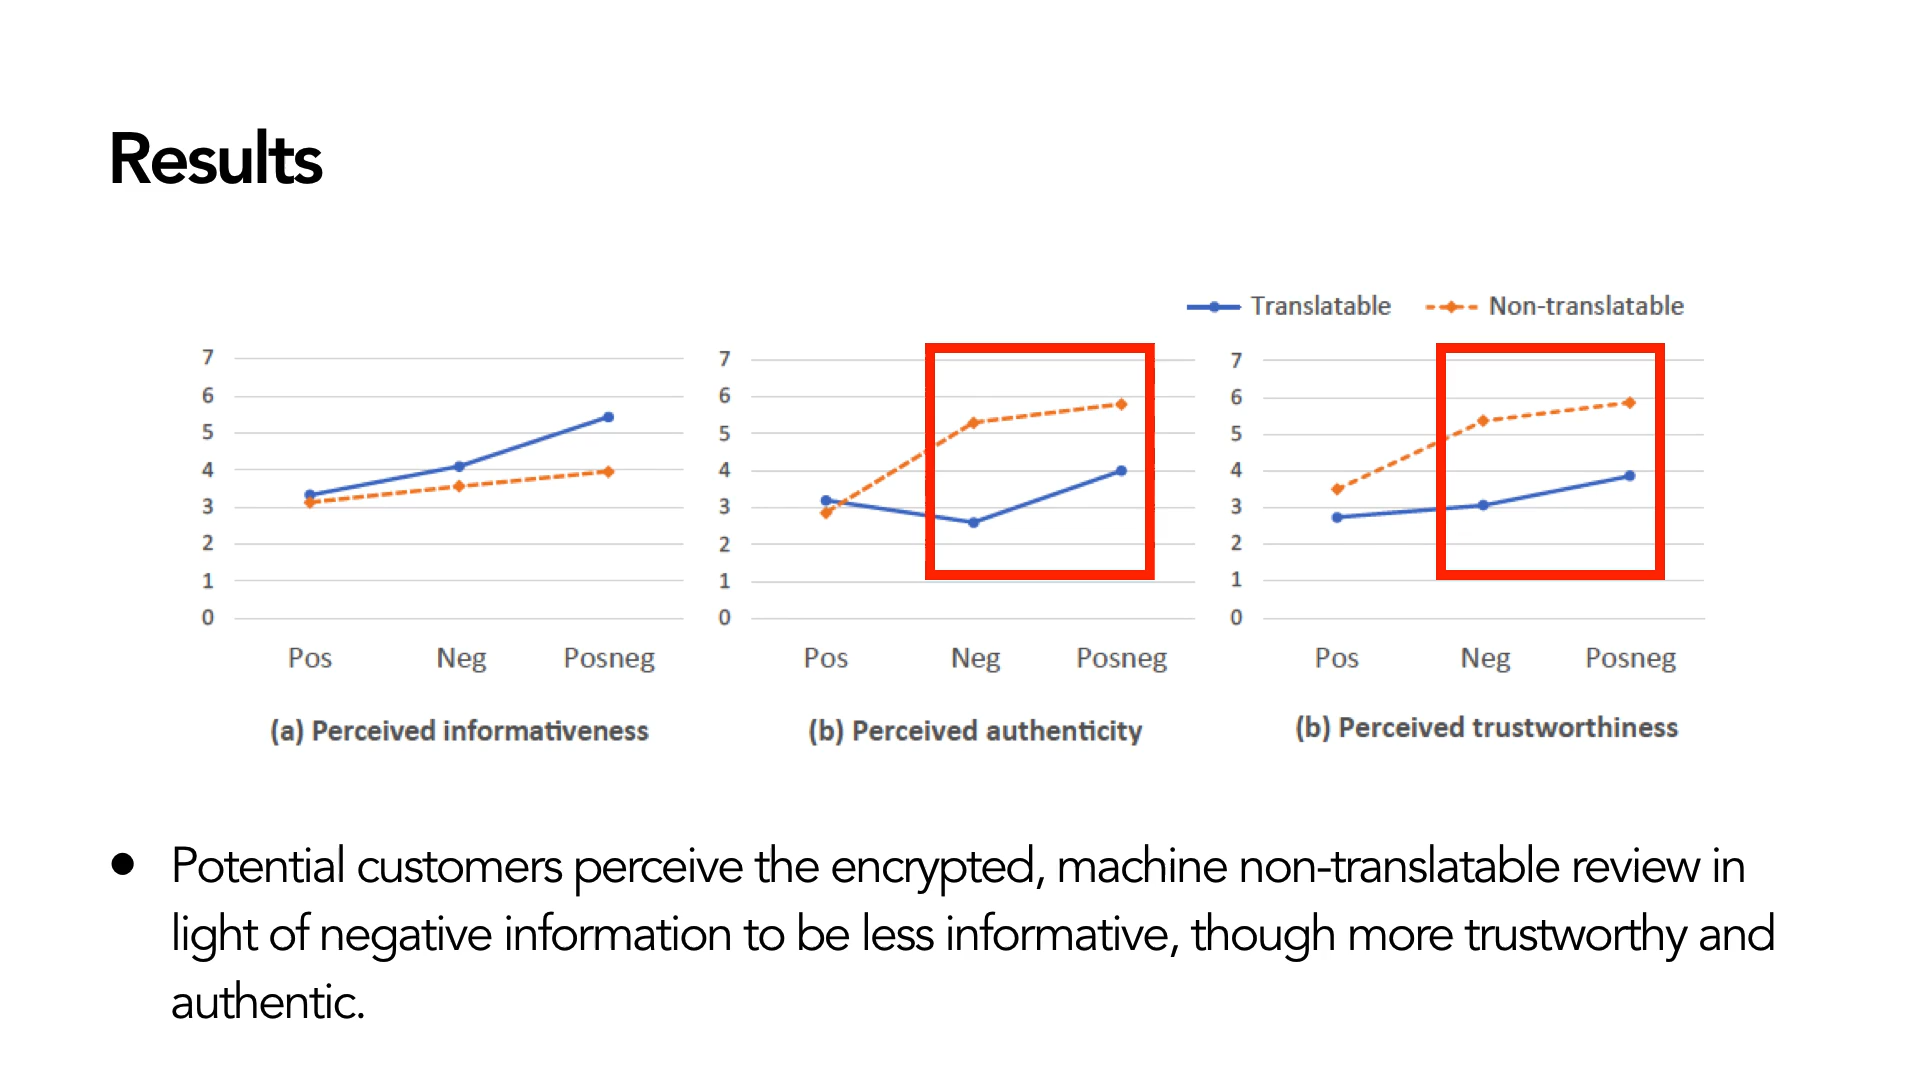 Results
Translatable Non-translatable
7
6
5
4
3
2
1
0
Pos Neg Posneg
(a) Perceived informativeness
7
6
5
4
3
2
1
0
Pos Neg Posneg
(b) Perceived authenticity
7
6
5
4
3
2
1
0
Pos Neg Posneg
(b) Perceived trustworthiness
• Potential customers perceive the encrypted, machine non-translatable review in
light of negative information to be less informative, though more trustworthy and
authentic.